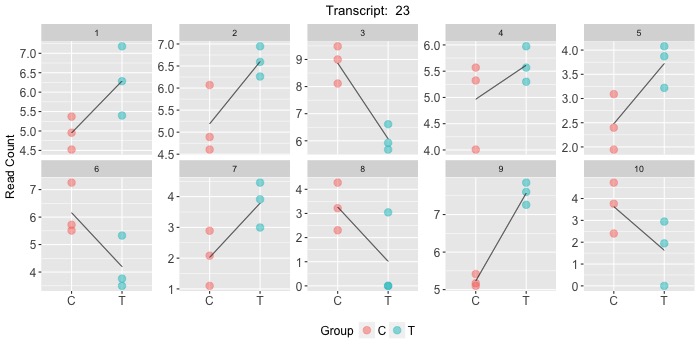 Transcript: 23
1 2 3 4 5
7.0 6.5 6.0 5.5 5.0 4.5
7.0 6.5 6.0 5.5 5.0 4.5
9 8 7 6
6.0 5.5 5.0 4.5 4.0
4.0 3.5 3.0 2.5 2.0
Read Count
6 7 8 9 10
7 6 5 4
4 3 2 1
4 3 2 1 0
7 6 5
4 3 2 1 0
C T C T C T C T C T
Group C T